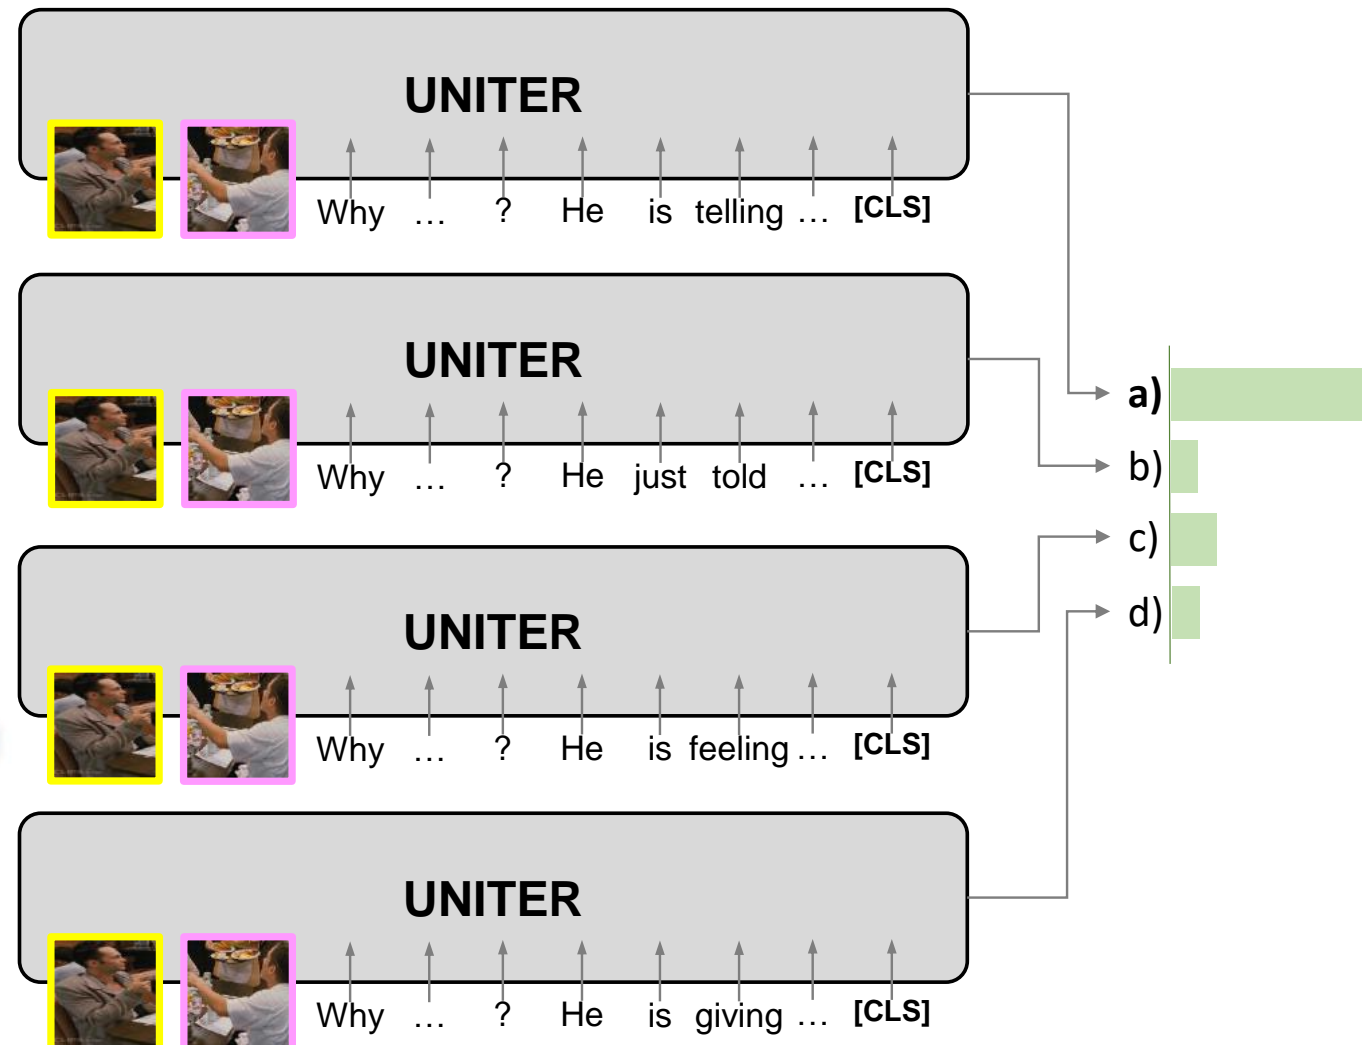 UNITER
Why … ? He is telling … [CLS]
UNITER
Why … ? He just told … [CLS]
UNITER
Why … ? He is feeling … [CLS]
UNITER
Why … ? He is giving … [CLS]
a)
b)
c)
d)